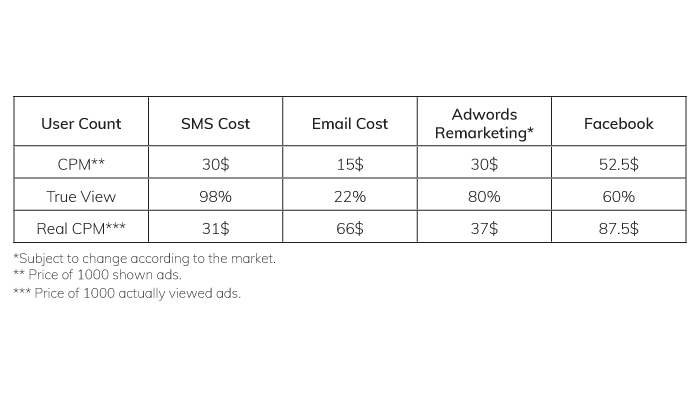 User Count SMS Cost Email Cost Adwords Remarketing* Facebook
CPM** 30$ 15$ 30$ 52.5$
True View 98% 22% 80% 60%
Real CPM*** 31$ 66$ 37$ 87.5$
*Subject to change according to the market.
** Price of 1000 shown ads.
*** Price of 1000 actually viewed ads.